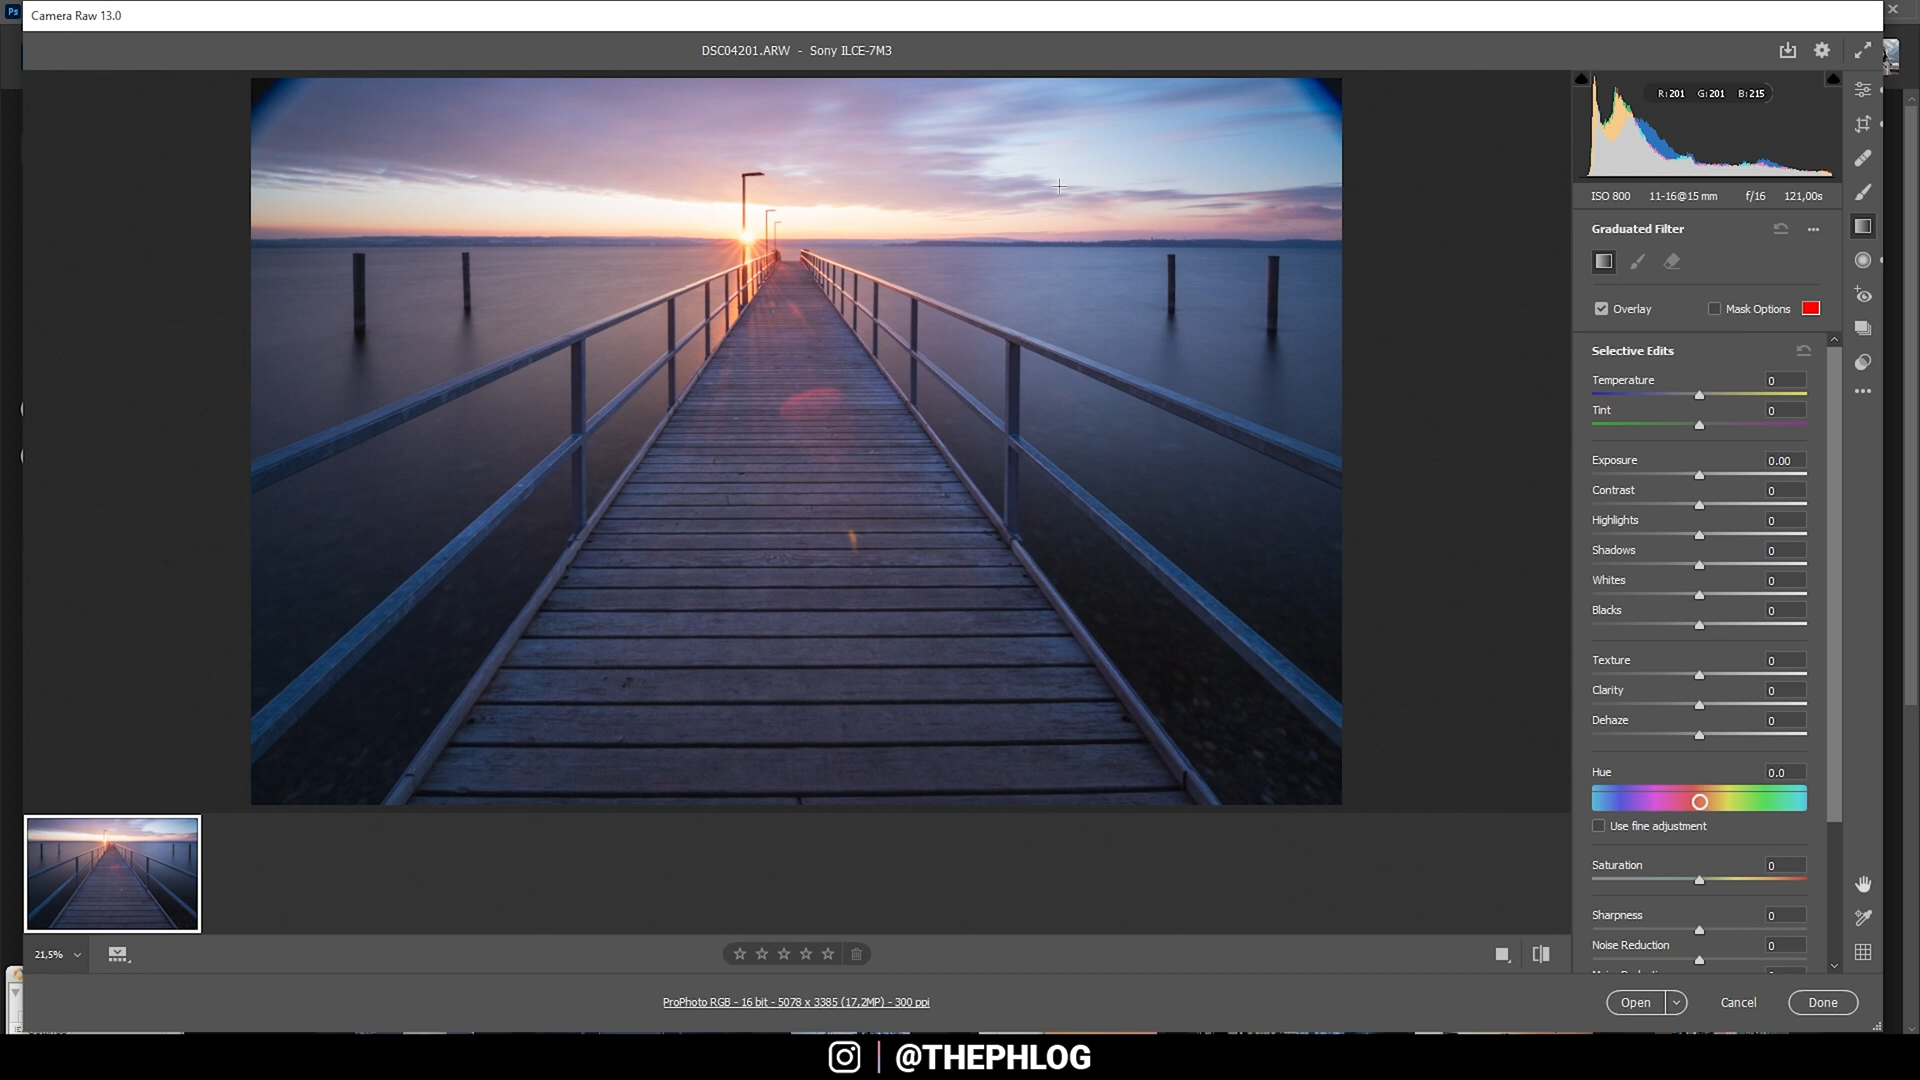 Ps
Camera Raw 13.0
DSC04201.ARW - Sony ILCE-7M3
R:201 G:201 B:215
ISO 800 11-16@15 mm f/16 121,00s
Graduated Filter
Overlay Mask Options
Selective Edits
Temperature 0
Tint 0
Exposure 0.00
Contrast 0
Highlights 0
Shadows 0
Whites 0
Blacks 0
Texture 0
Clarity 0
Dehaze 0
Hue 0.0
Use fine adjustment
Saturation 0
Sharpness 0
Noise Reduction 0
21,5%
ProPhoto RGB - 16 bit - 5078 x 3385 (17,2MP) - 300 ppi
Open Cancel Done
@THEPHLOG